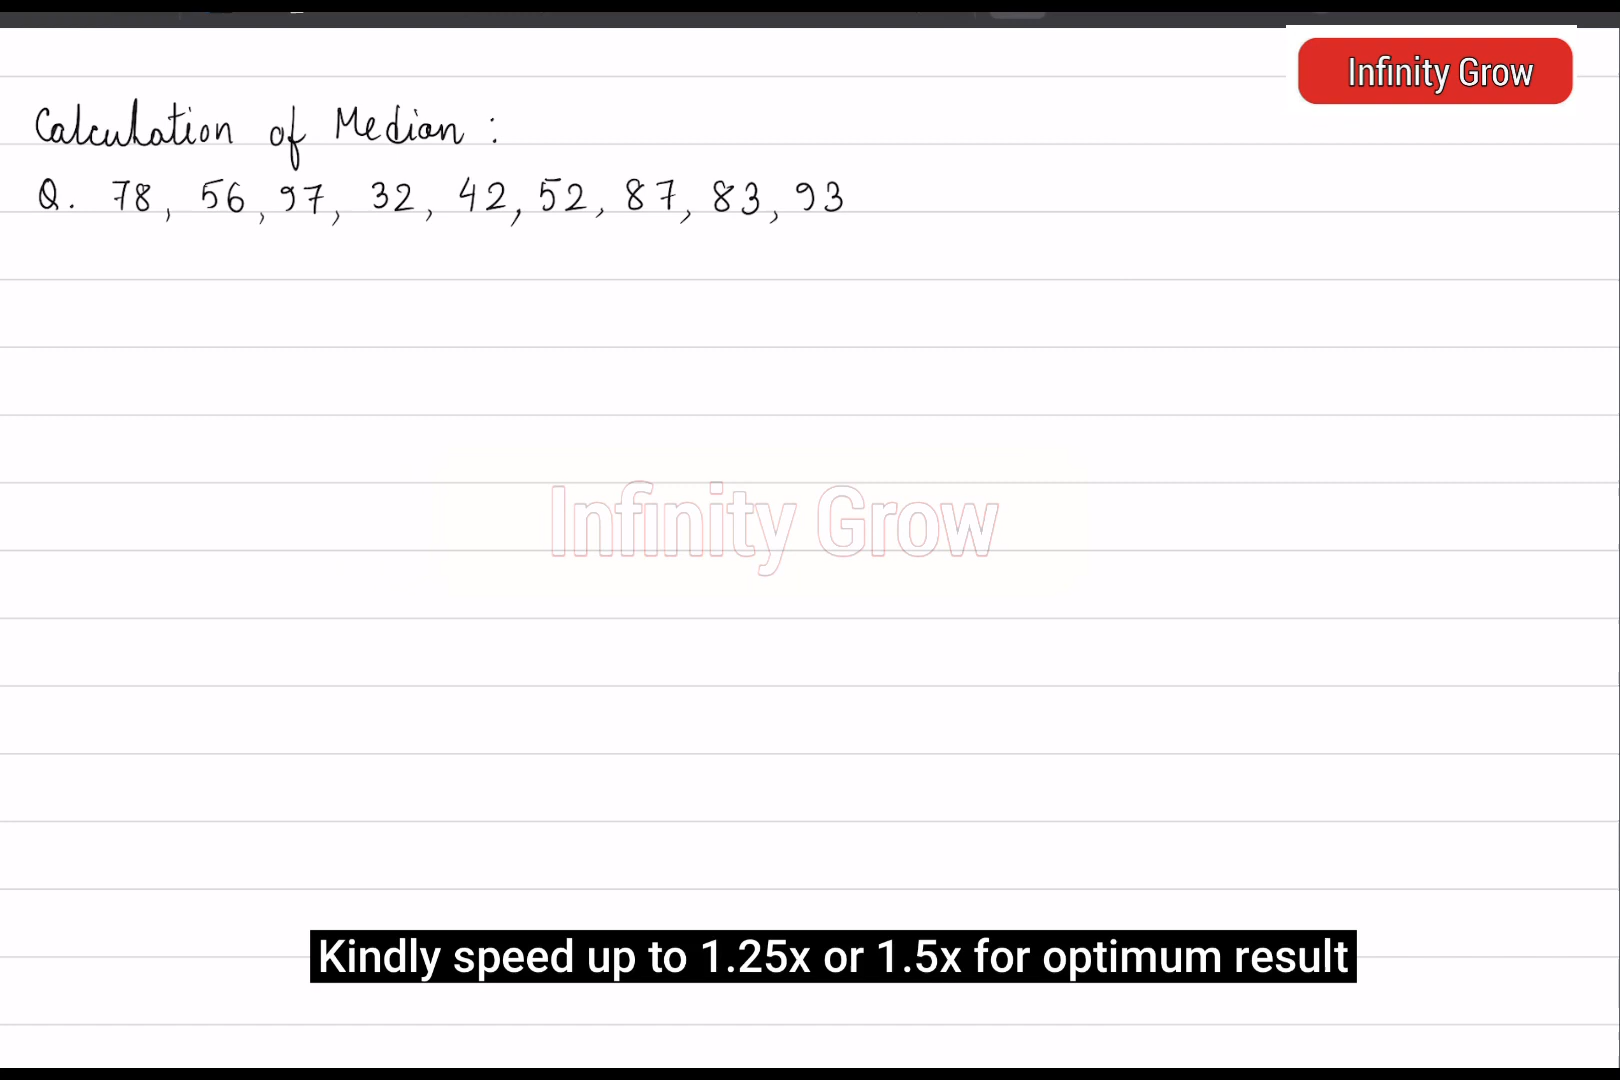 Infinity Grow
Calculation of Median :
Q. 78, 56, 97, 32, 42, 52, 87, 83, 93
Infinity Grow
Kindly speed up to 1.25x or 1.5x for optimum result